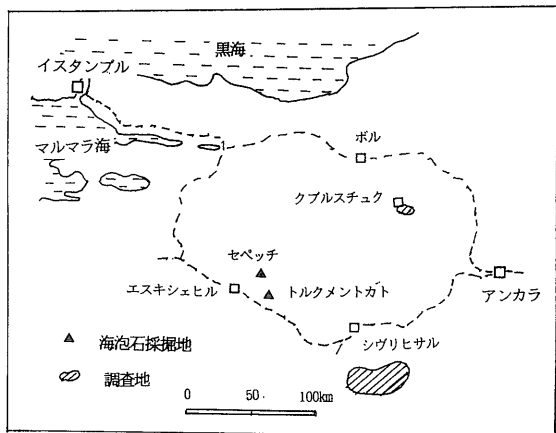 黒海
イスタンブル
マルマラ海
ボル
クブルスチュク
セペッチ
エスキシェヒル
トルクメントカト
アンカラ
シヴリヒサル
海泡石採掘地
調査地
0 50 100km